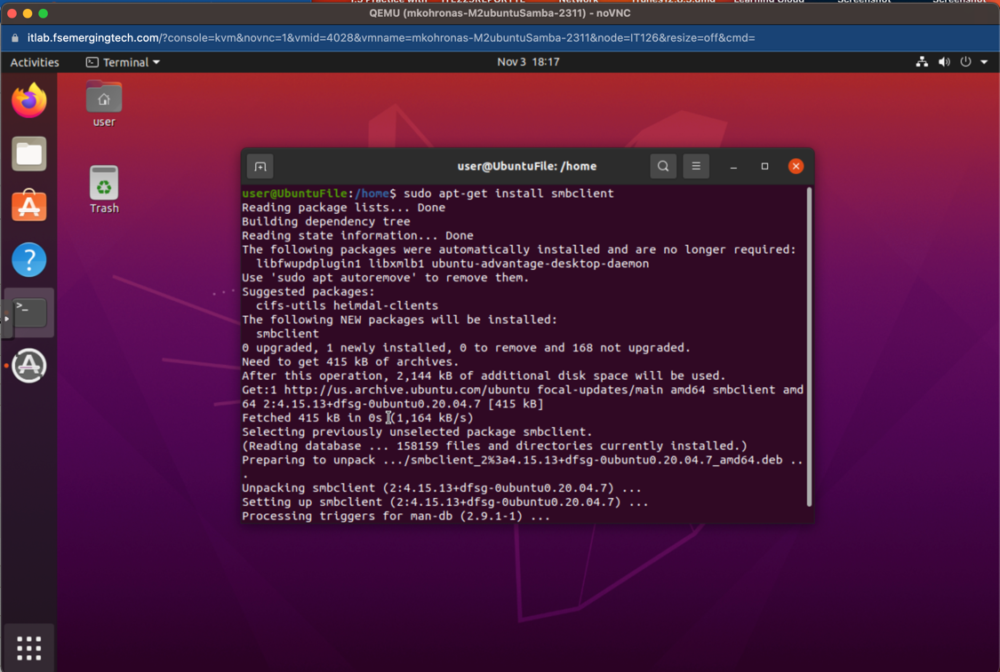 QEMU (mkohronas-M2ubuntuSamba-2311) - noVNC
itlab.fsemergingtech.com/?console=kvm&novnc=1&vmid=4028&vmname=mkohronas-M2ubuntuSamba-2311&node=IT126&resize=off&cmd=
Activities Terminal Nov 3 18:17
user
Trash
user@UbuntuFile: /home
user@UbuntuFile:/home$ sudo apt-get install smbclient
Reading package lists... Done
Building dependency tree
Reading state information... Done
The following packages were automatically installed and are no longer required:
libfwupdplugin1 libxmlb1 ubuntu-advantage-desktop-daemon
Use 'sudo apt autoremove' to remove them.
Suggested packages:
cifs-utils heimdal-clients
The following NEW packages will be installed:
smbclient
0 upgraded, 1 newly installed, 0 to remove and 168 not upgraded.
Need to get 415 kB of archives.
After this operation, 2,144 kB of additional disk space will be used.
Get:1 http://us.archive.ubuntu.com/ubuntu focal-updates/main amd64 smbclient amd
64 2:4.15.13+dfsg-0ubuntu0.20.04.7 [415 kB]
Fetched 415 kB in 0s (1,164 kB/s)
Selecting previously unselected package smbclient.
(Reading database ... 158159 files and directories currently installed.)
Preparing to unpack .../smbclient_2%3a4.15.13+dfsg-0ubuntu0.20.04.7_amd64.deb ..
.
Unpacking smbclient (2:4.15.13+dfsg-0ubuntu0.20.04.7) ...
Setting up smbclient (2:4.15.13+dfsg-0ubuntu0.20.04.7) ...
Processing triggers for man-db (2.9.1-1) ...